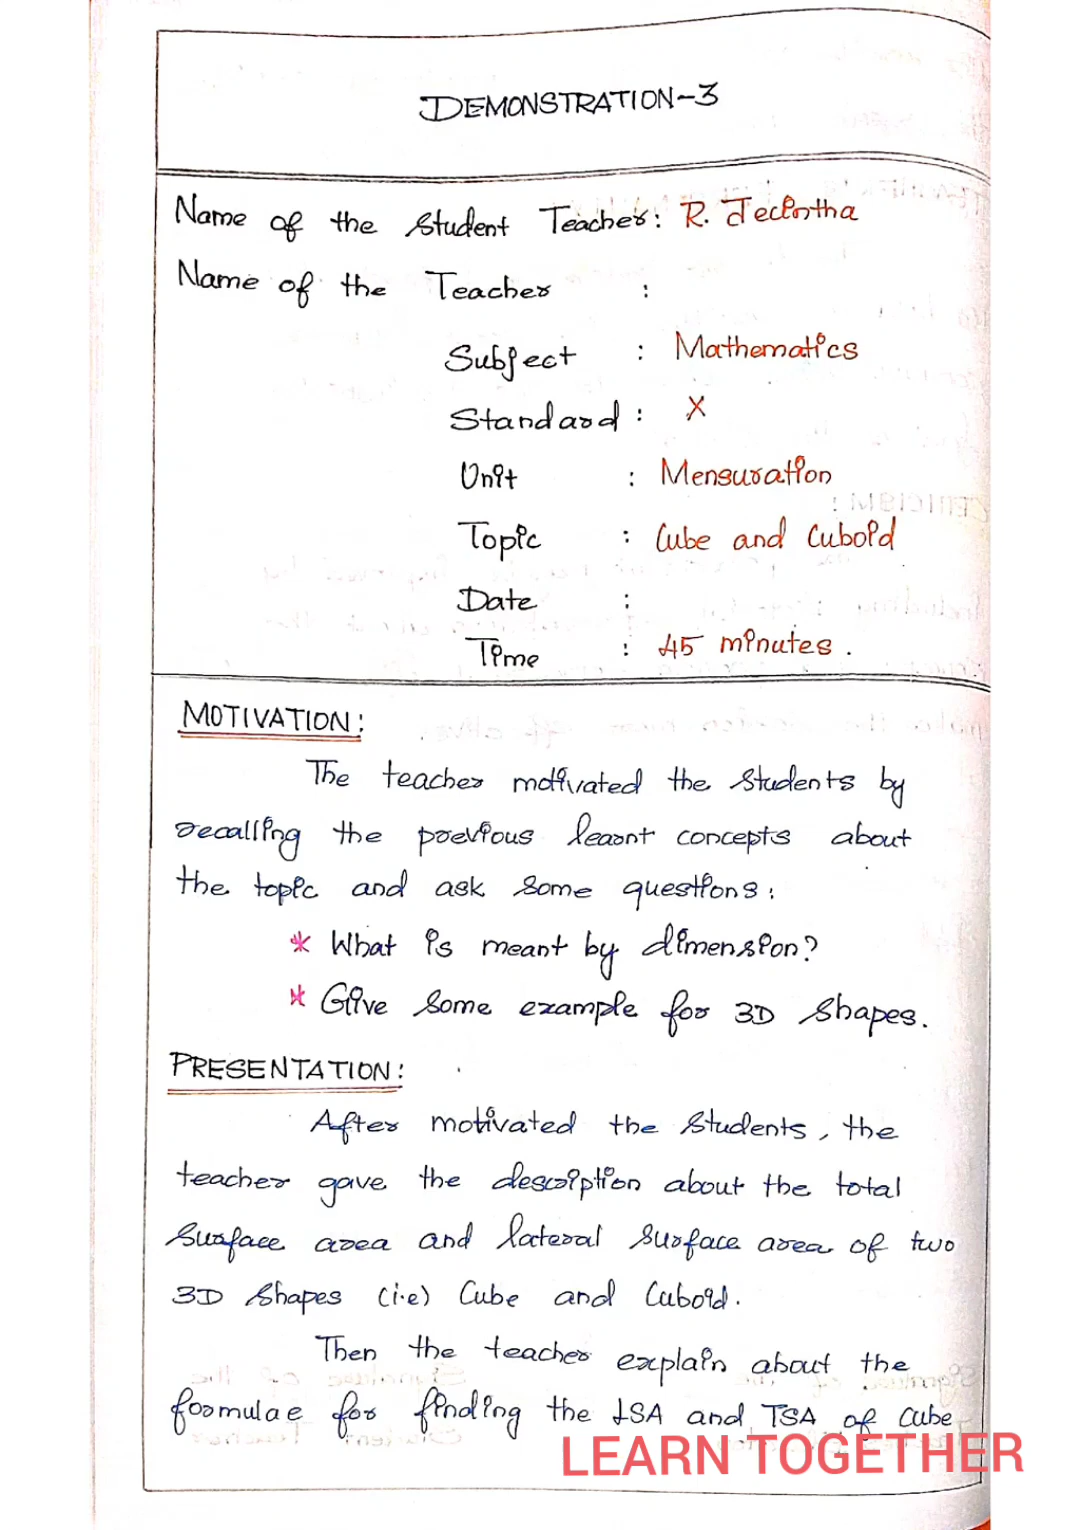 DEMONSTRATION-3
Name of the Student Teacher: R. Jecintha
Name of the Teacher :
Subject : Mathematics
Standard : X
Unit : Mensuration
Topic : Cube and Cuboid
Date :
Time : 45 minutes.
MOTIVATION:
The teacher motivated the students by
recalling the previous learnt concepts about
the topic and ask some questions:
* What is meant by dimension?
* Give some example for 3D shapes.
PRESENTATION:
After motivated the students, the
teacher gave the description about the total
surface area and lateral surface area of two
3D shapes (i.e) Cube and Cuboid.
Then the teacher explain about the
formulae for finding the LSA and TSA of cube
LEARN TOGETHER